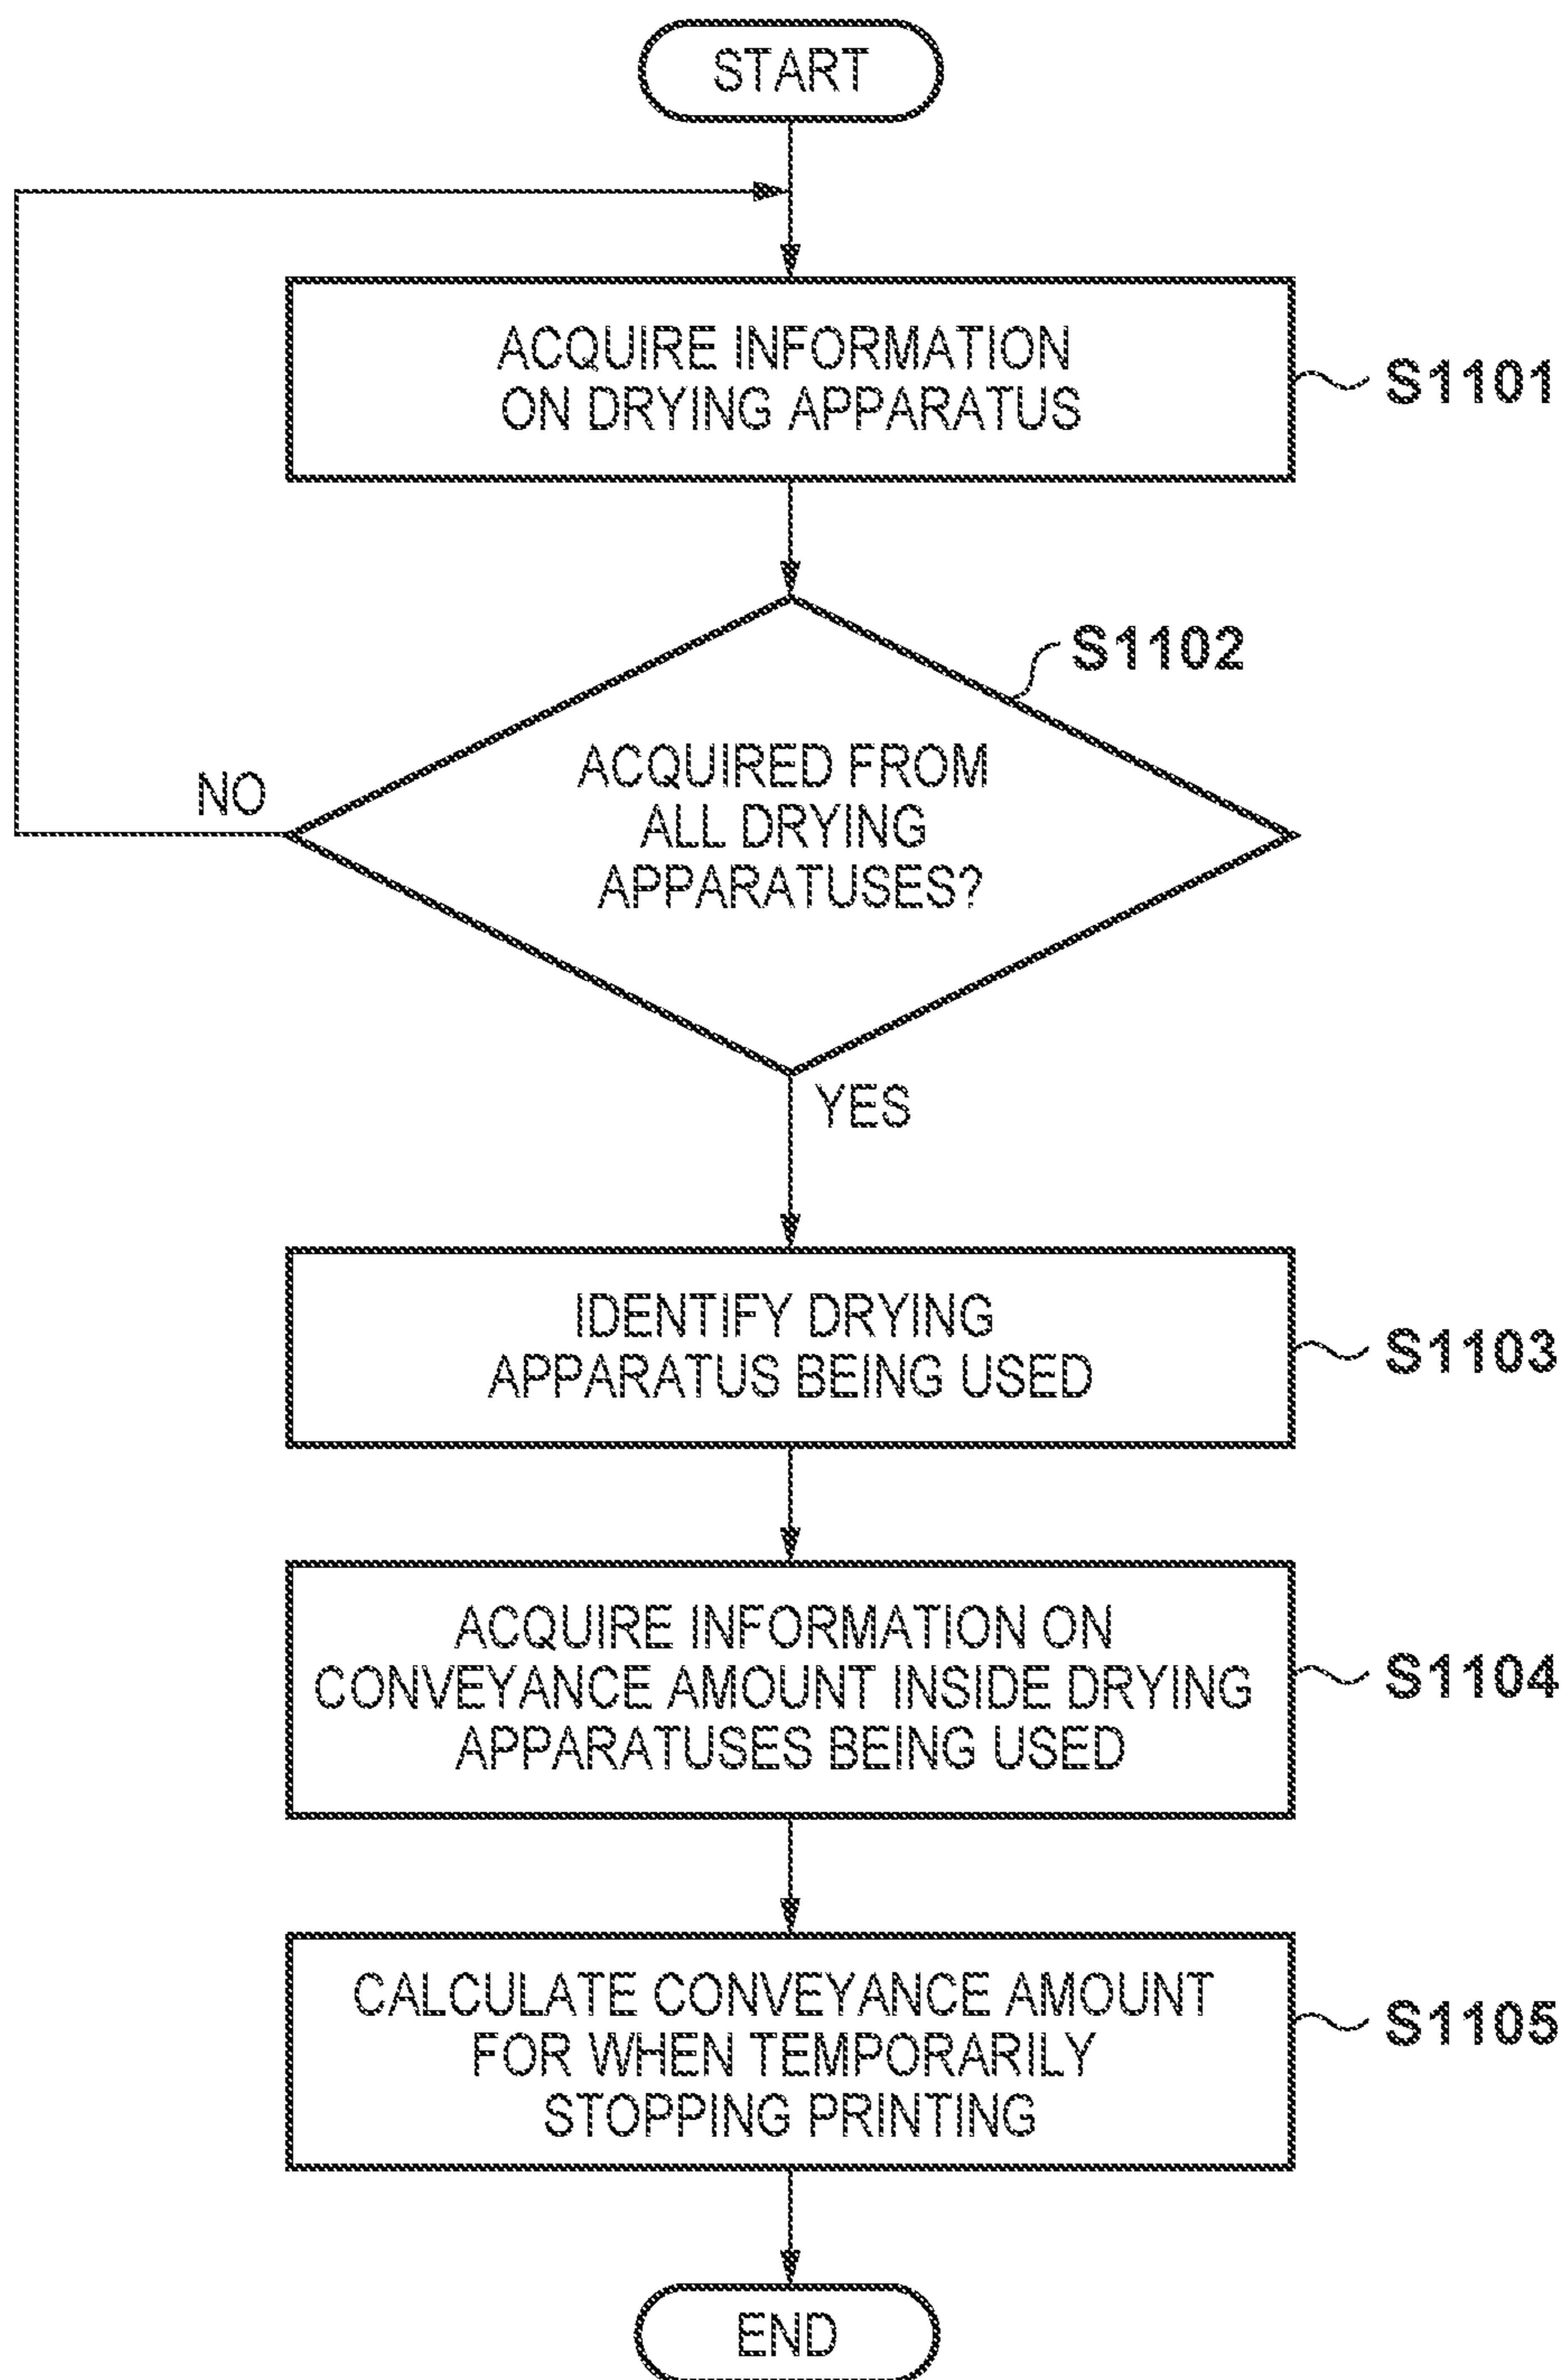 START
ACQUIRE INFORMATION
ON DRYING APPARATUS
S1101
S1102
ACQUIRED FROM
ALL DRYING
APPARATUSES?
NO
YES
IDENTIFY DRYING
APPARATUS BEING USED
S1103
ACQUIRE INFORMATION ON
CONVEYANCE AMOUNT INSIDE DRYING
APPARATUSES BEING USED
S1104
CALCULATE CONVEYANCE AMOUNT
FOR WHEN TEMPORARILY
STOPPING PRINTING
S1105
END